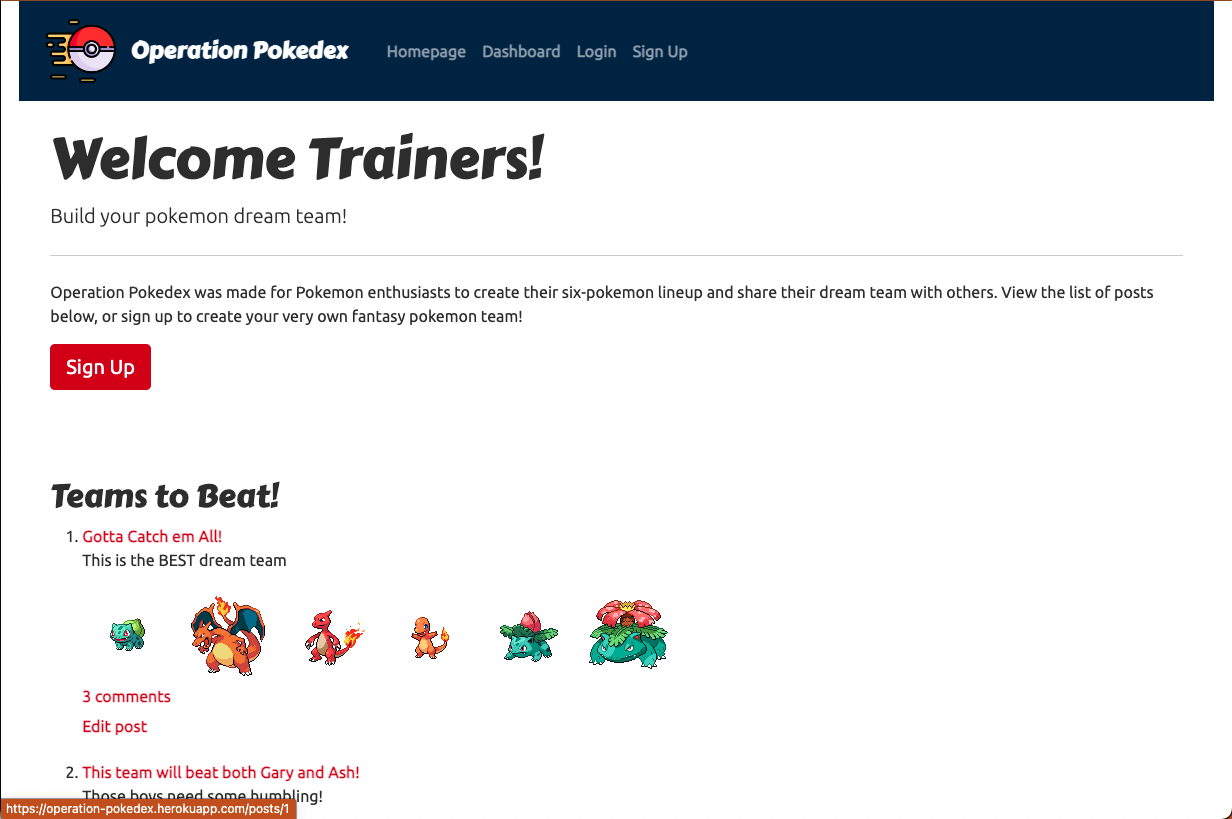 Operation Pokedex Homepage Dashboard Login Sign Up
Welcome Trainers!
Build your pokemon dream team!
Operation Pokedex was made for Pokemon enthusiasts to create their six-pokemon lineup and share their dream team with others. View the list of posts
below, or sign up to create your very own fantasy pokemon team!
Sign Up
Teams to Beat!
1. Gotta Catch em All!
This is the BEST dream team
3 comments
Edit post
2. This team will beat both Gary and Ash!
Those boys need some humbling!
https://operation-pokedex.herokuapp.com/posts/1